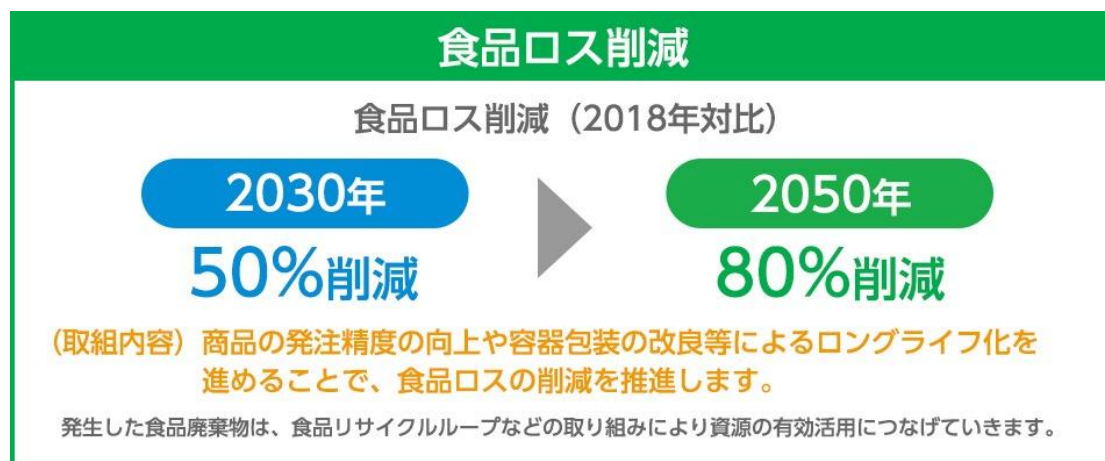 食品ロス削減
食品ロス削減（2018年対比）
2030年
2050年
50%削減
80%削減
（取組内容）商品の発注精度の向上や容器包装の改良等によるロングライフ化を
進めることで、食品ロスの削減を推進します。
発生した食品廃棄物は、食品リサイクルループなどの取り組みにより資源の有効活用につなげていきます。